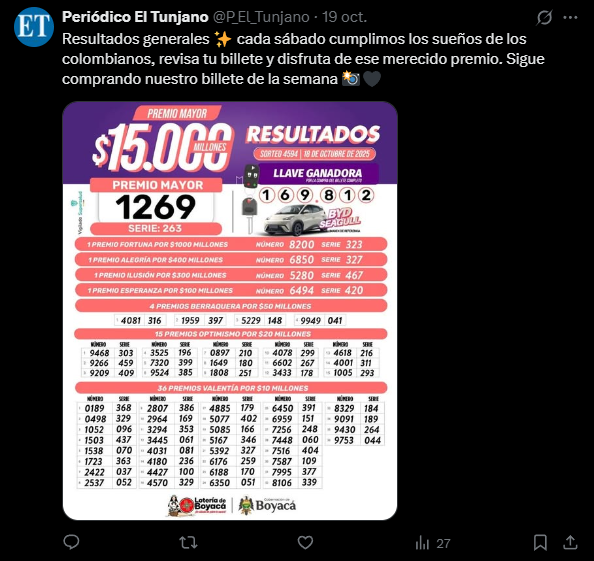 Periódico El Tunjano @P_El_Tunjano · 19 oct.
Resultados generales ✨ cada sábado cumplimos los sueños de los
colombianos, revisa tu billete y disfruta de ese merecido premio. Sigue
comprando nuestro billete de la semana 📸🖤
PREMIO MAYOR
$15.000
MILLONES
RESULTADOS
SORTEO 4594 | 18 DE OCTUBRE DE 2025
LLAVE GANADORA
POR LA COMPRA DEL BILLETE COMPLETO
169812
BYD
SEAGULL
PREMIO MAYOR
1269
SERIE: 263
Vigilado Supersalud
1 PREMIO FORTUNA POR $1000 MILLONES NÚMERO 8200 SERIE 323
1 PREMIO ALEGRÍA POR $400 MILLONES NÚMERO 6850 SERIE 327
1 PREMIO ILUSIÓN POR $300 MILLONES NÚMERO 5280 SERIE 467
1 PREMIO ESPERANZA POR $100 MILLONES NÚMERO 6494 SERIE 420
4 PREMIOS BERRAQUERA POR $50 MILLONES
4081 316 1959 397 5229 148 9949 041
15 PREMIOS OPTIMISMO POR $20 MILLONES
NÚMERO SERIE NÚMERO SERIE NÚMERO SERIE NÚMERO SERIE NÚMERO SERIE
9468 303 3525 196 0897 210 4078 299 4618 216
9266 459 7320 399 1649 180 6602 267 4001 311
9209 409 9524 385 1808 251 3433 178 1005 293
36 PREMIOS VALENTÍA POR $10 MILLONES
NÚMERO SERIE NÚMERO SERIE NÚMERO SERIE NÚMERO SERIE NÚMERO SERIE
0189 368 2807 386 4885 179 6450 391 8329 184
0498 329 2964 169 5077 402 6959 151 9091 189
1052 096 3294 353 5085 166 7256 248 9430 264
1503 437 3445 061 5167 346 7448 060 9753 044
1538 070 4031 081 5392 327 7516 404
1723 363 4180 236 6176 259 7587 109
2422 037 4427 100 6188 170 7995 377
2537 052 4570 329 6350 051 8106 339
Lotería de
Boyacá
Gobernación de
Boyacá
27